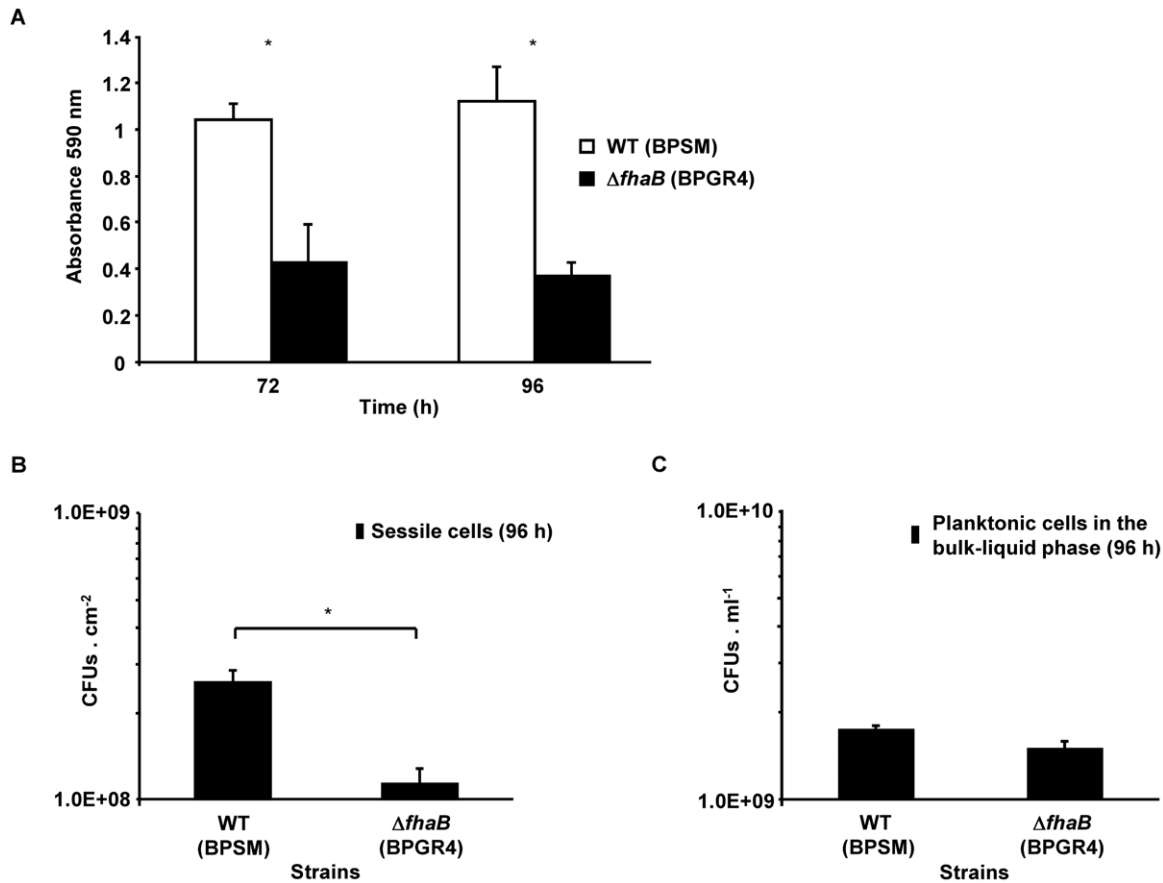 A
1.4
*
*
1.2
1
0.8
0.6
0.4
0.2
0
Absorbance 590 nm
WT (BPSM)
ΔfhaB (BPGR4)
72
96
Time (h)
B
1.0E+09
Sessile cells (96 h)
*
CFUs . cm-2
1.0E+08
WT
(BPSM)
ΔfhaB
(BPGR4)
Strains
C
1.0E+10
Planktonic cells in the
bulk-liquid phase (96 h)
CFUs . ml-1
1.0E+09
WT
(BPSM)
ΔfhaB
(BPGR4)
Strains